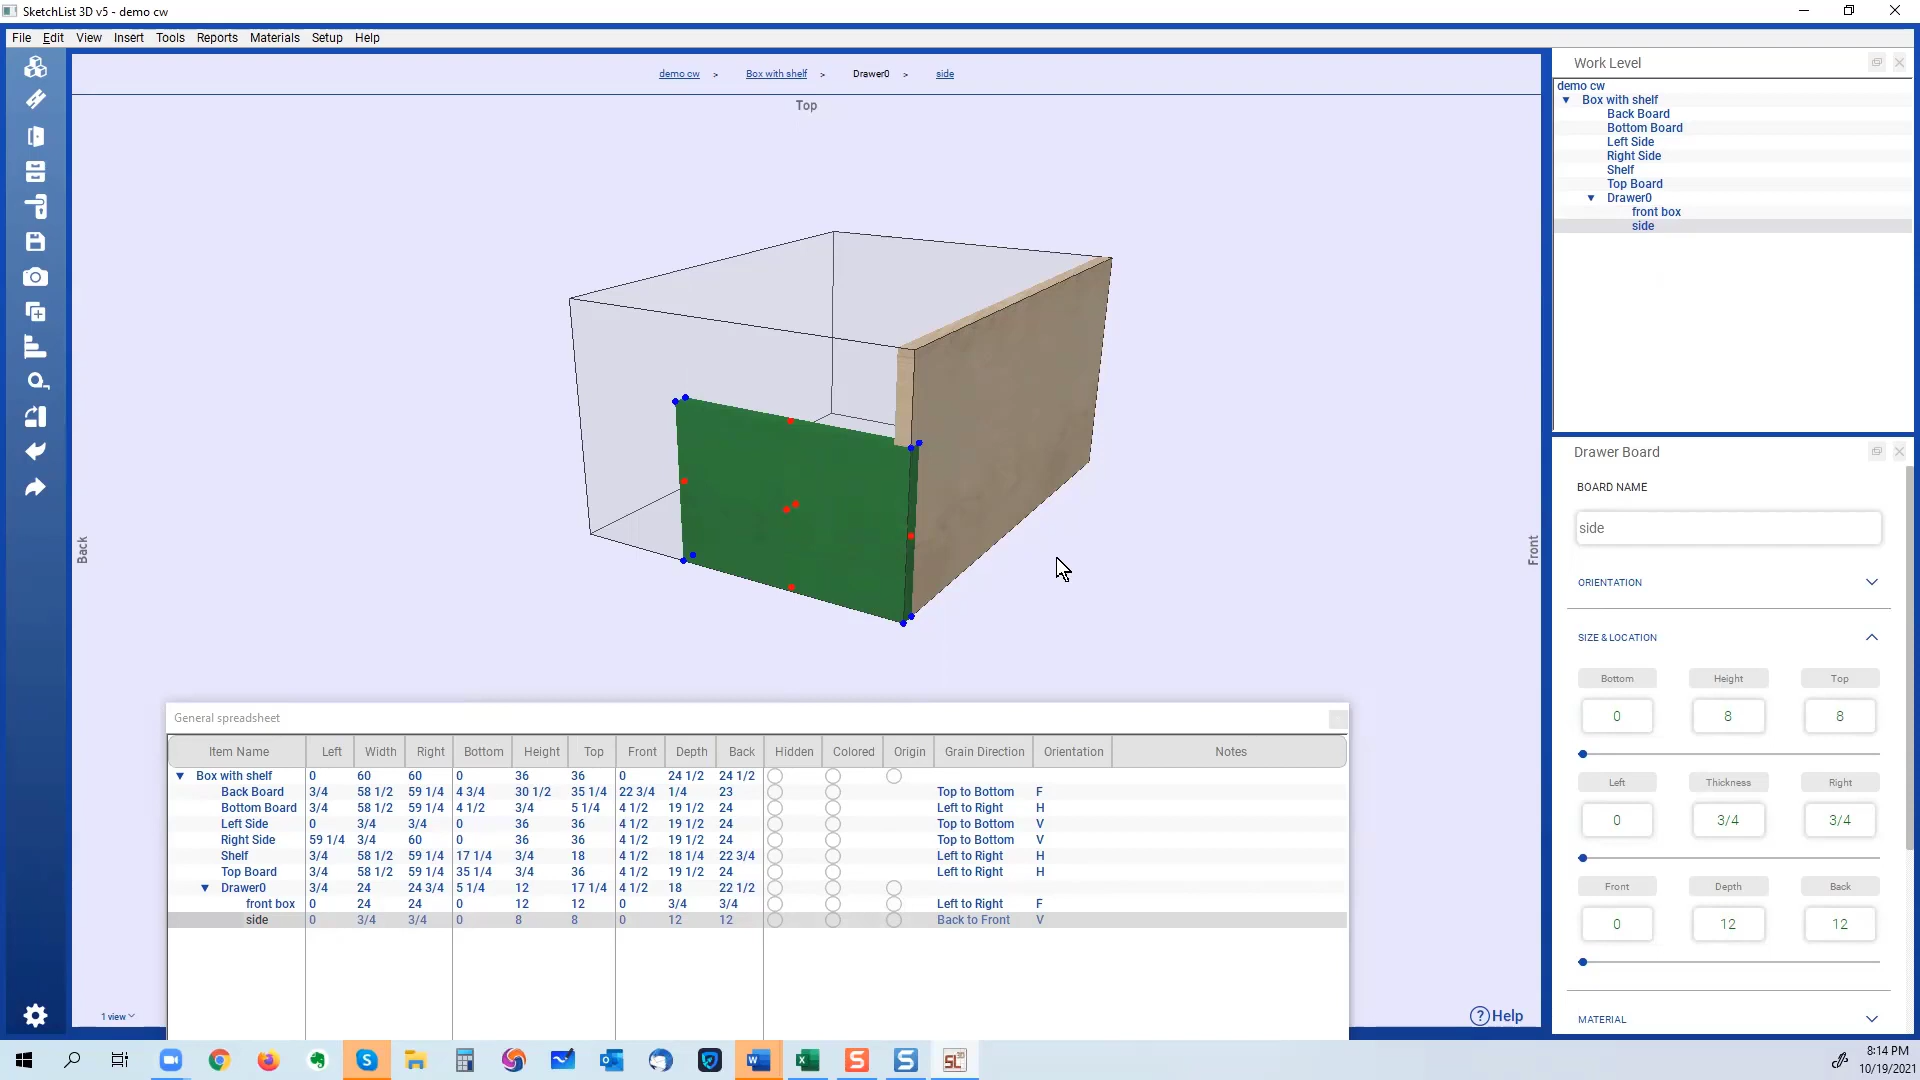 SketchList 3D v5 - demo cw
File Edit View Insert Tools Reports Materials Setup Help
demo cw > Box with shelf > Drawer0 > side
Top
Back
Front
1 view
? Help
Work Level
demo cw
Box with shelf
Back Board
Bottom Board
Left Side
Right Side
Shelf
Top Board
Drawer0
front box
side
Drawer Board
BOARD NAME
side
ORIENTATION
SIZE & LOCATION
Bottom Height Top
0 8 8
Left Thickness Right
0 3/4 3/4
Front Depth Back
0 12 12
MATERIAL
General spreadsheet
Item Name Left Width Right Bottom Height Top Front Depth Back Hidden Colored Origin Grain Direction Orientation Notes
Box with shelf 0 60 60 0 36 36 0 24 1/2 24 1/2
Back Board 3/4 58 1/2 59 1/4 4 3/4 30 1/2 35 1/4 22 3/4 1/4 23 Top to Bottom F
Bottom Board 3/4 58 1/2 59 1/4 4 1/2 3/4 5 1/4 4 1/2 19 1/2 24 Left to Right H
Left Side 0 3/4 3/4 0 36 36 4 1/2 19 1/2 24 Top to Bottom V
Right Side 59 1/4 3/4 60 0 36 36 4 1/2 19 1/2 24 Top to Bottom V
Shelf 3/4 58 1/2 59 1/4 17 1/4 3/4 18 4 1/2 18 1/4 22 3/4 Left to Right H
Top Board 3/4 58 1/2 59 1/4 35 1/4 3/4 36 4 1/2 19 1/2 24 Left to Right H
Drawer0 3/4 24 24 3/4 5 1/4 12 17 1/4 4 1/2 18 22 1/2
front box 0 24 24 0 12 12 0 3/4 3/4 Left to Right F
side 0 3/4 3/4 0 8 8 0 12 12 Back to Front V
8:14 PM
10/19/2021